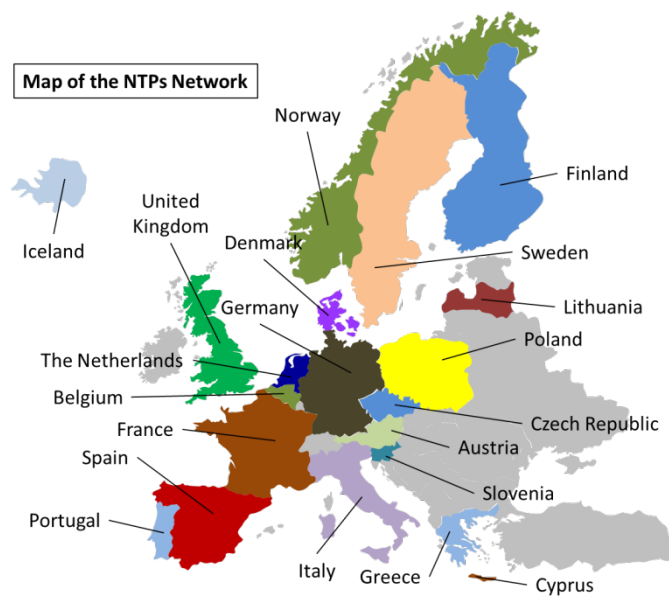 Map of the NTPs Network
Norway
Finland
United
Kingdom
Iceland
Denmark
Sweden
Germany
Lithuania
Poland
The Netherlands
Belgium
Czech Republic
France
Austria
Spain
Slovenia
Portugal
Italy
Greece
Cyprus